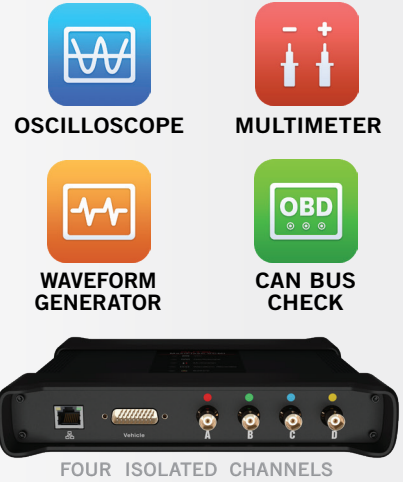 OSCILLOSCOPE
MULTIMETER
OBD
WAVEFORM
GENERATOR
CAN BUS
CHECK
Vehicle
A
B
C
D
FOUR ISOLATED CHANNELS